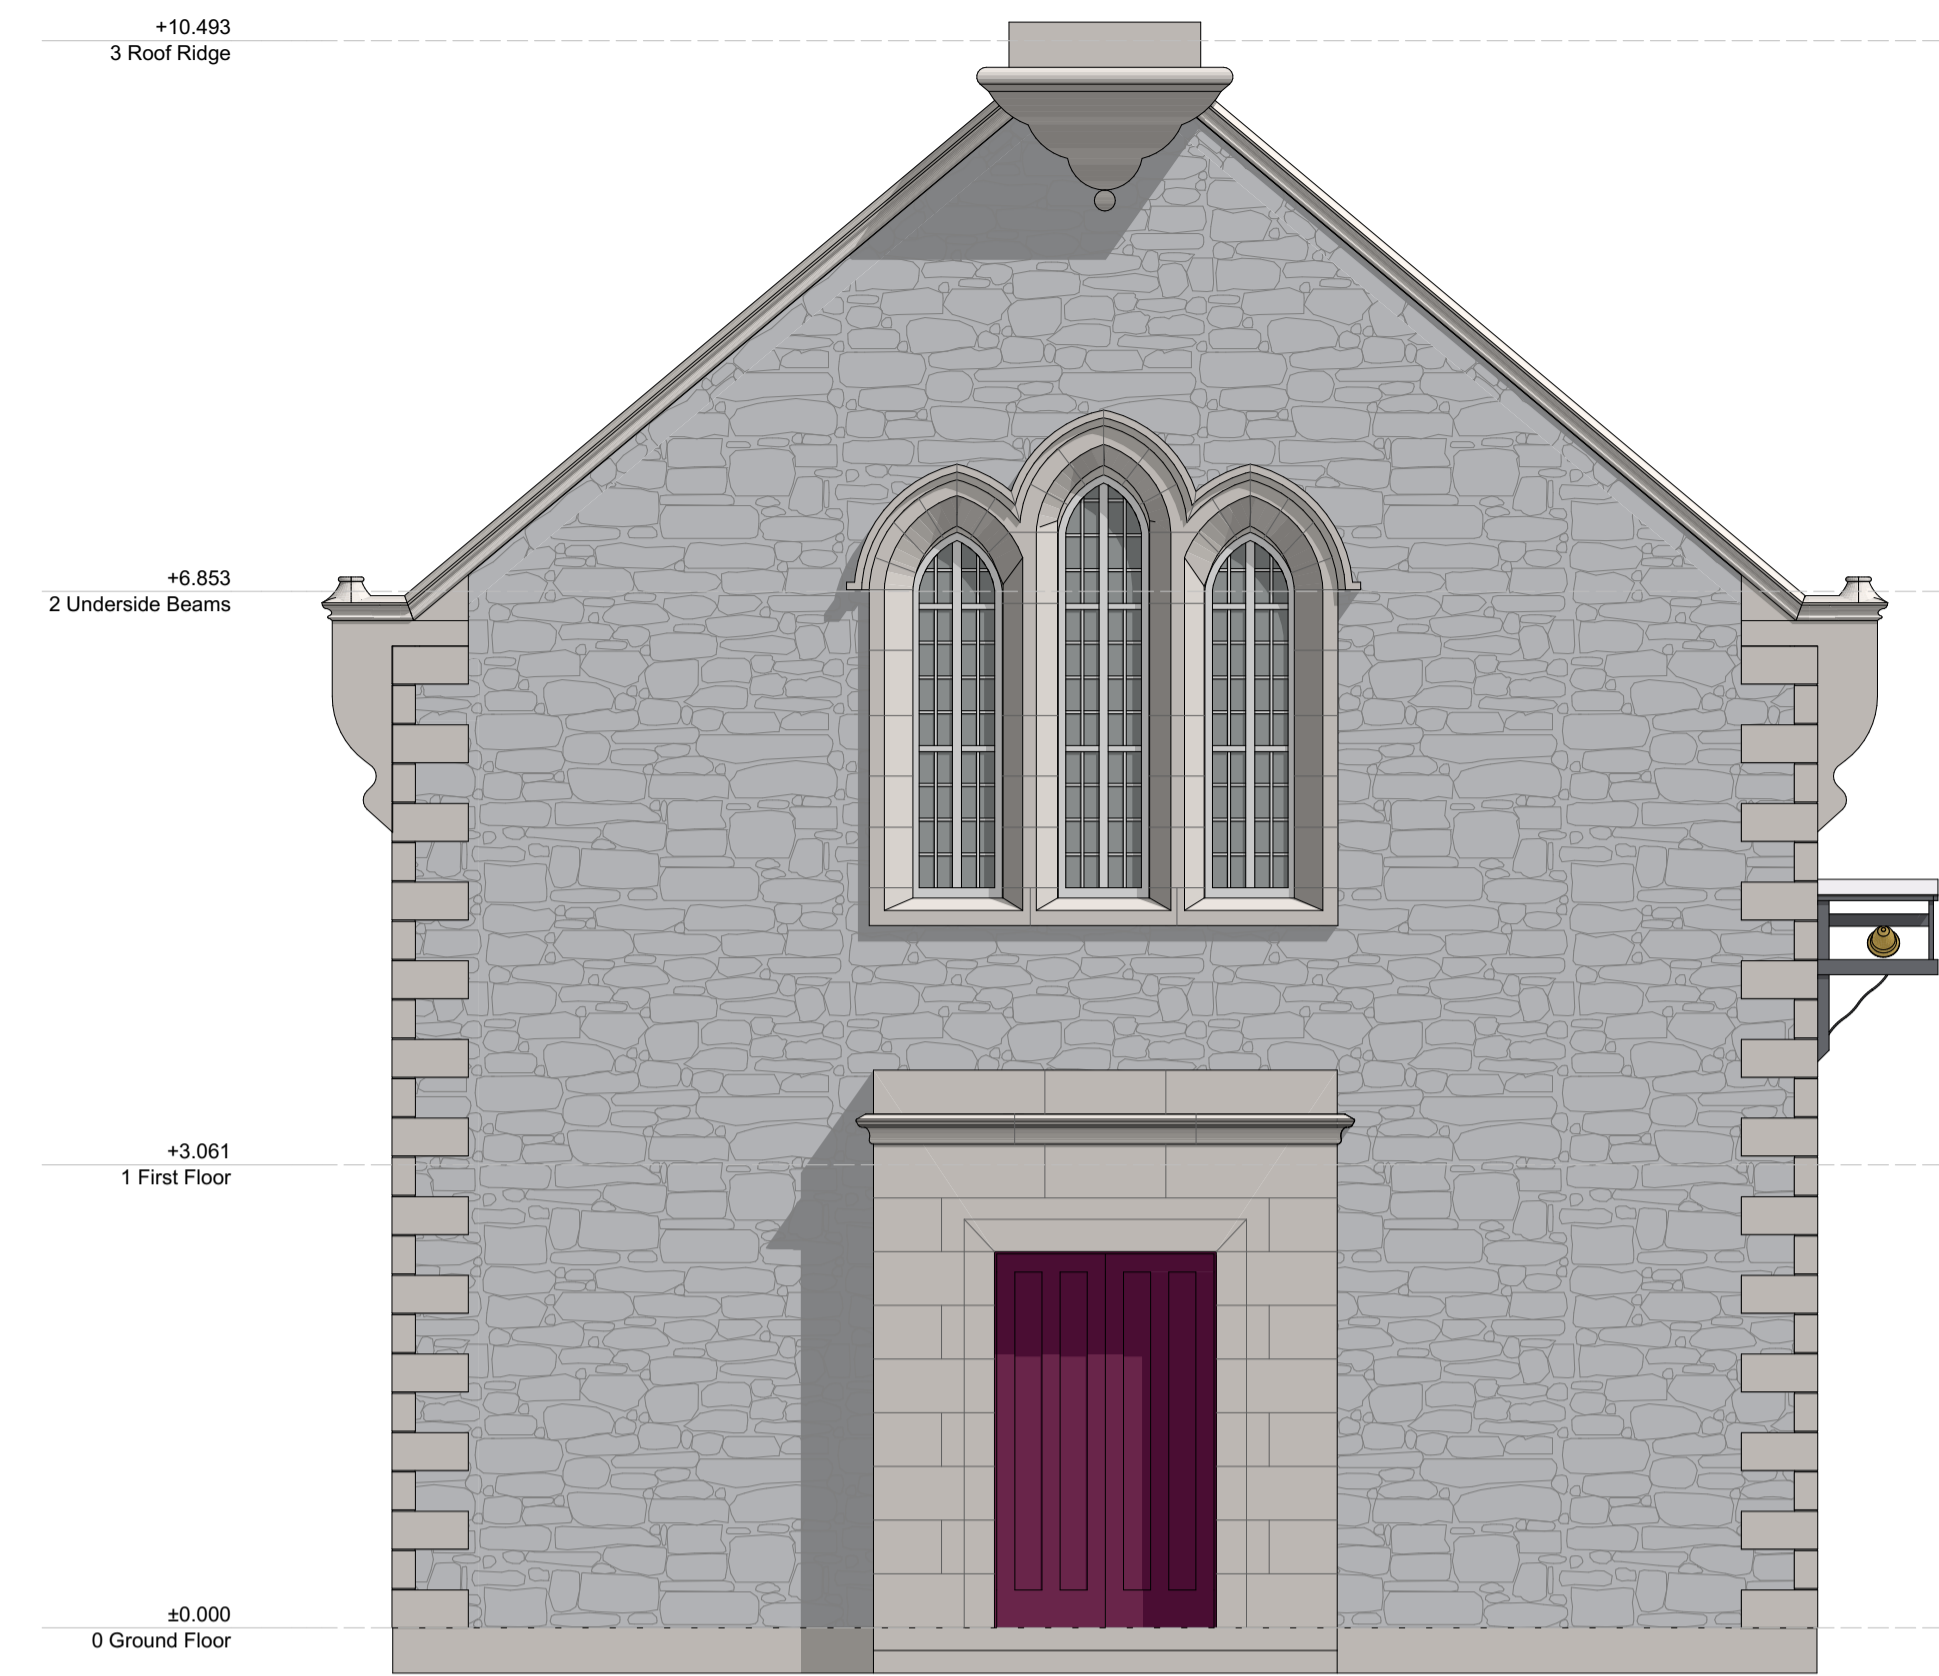 +10.493
3 Roof Ridge
+6.853
2 Underside Beams
+3.061
1 First Floor
±0.000
0 Ground Floor